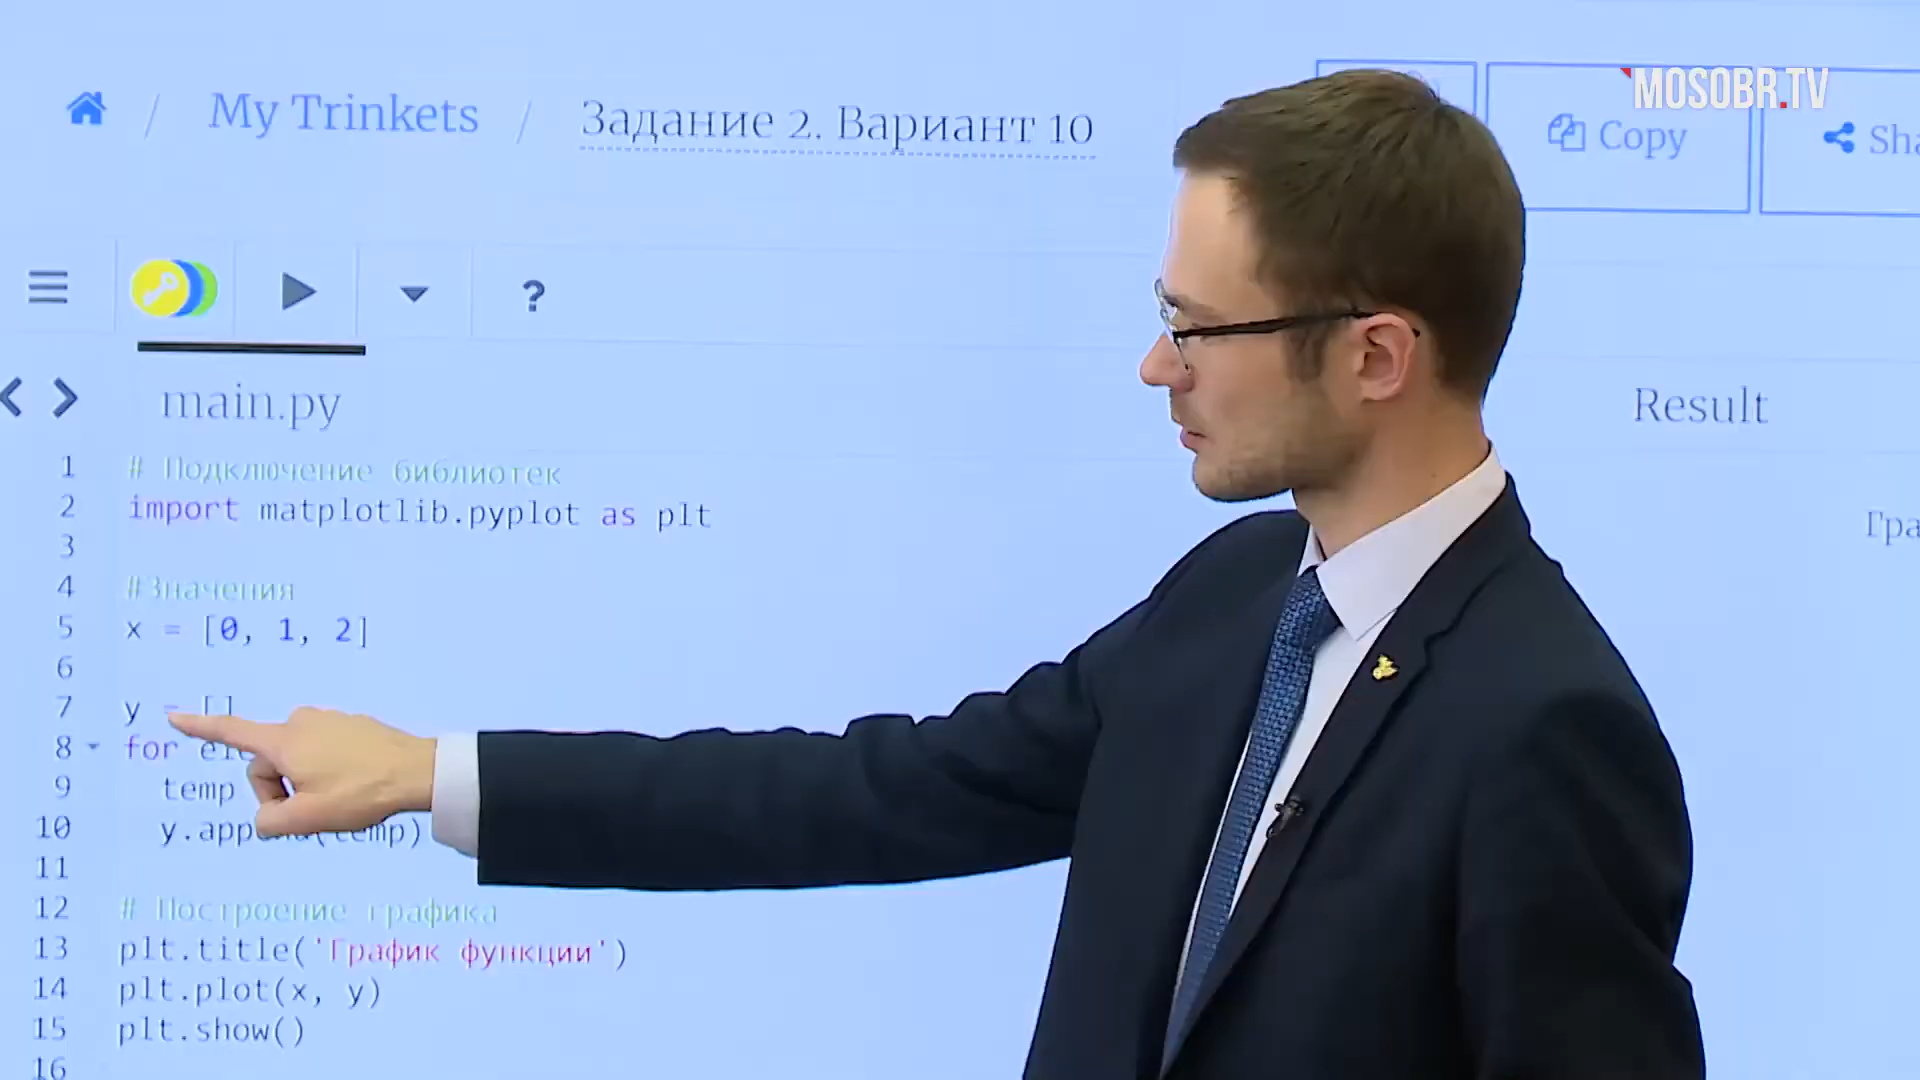 MOSOBR.TV
/ My Trinkets / Задание 2. Вариант 10
Copy
?
main.py
Result
1 # Подключение библиотек
2 import matplotlib.pyplot as plt
3
4 #Значения
5 x = [0, 1, 2]
6
7 y = []
8 for
9 temp
10 y.append(temp)
11
12 # Построение графика
13 plt.title('График функции')
14 plt.plot(x, y)
15 plt.show()
16